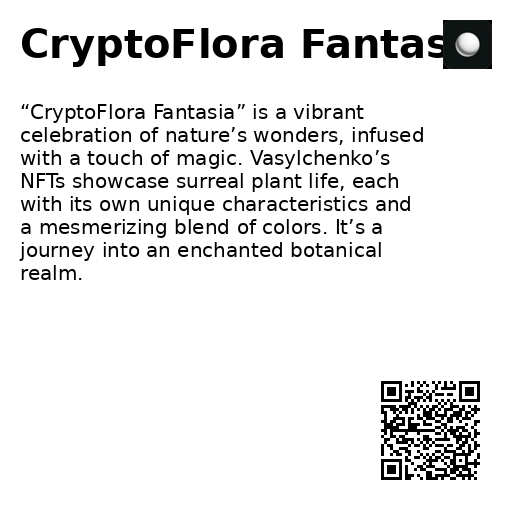 CryptoFlora Fantas
“CryptoFlora Fantasia” is a vibrant
celebration of nature’s wonders, infused
with a touch of magic. Vasylchenko’s
NFTs showcase surreal plant life, each
with its own unique characteristics and
a mesmerizing blend of colors. It’s a
journey into an enchanted botanical
realm.